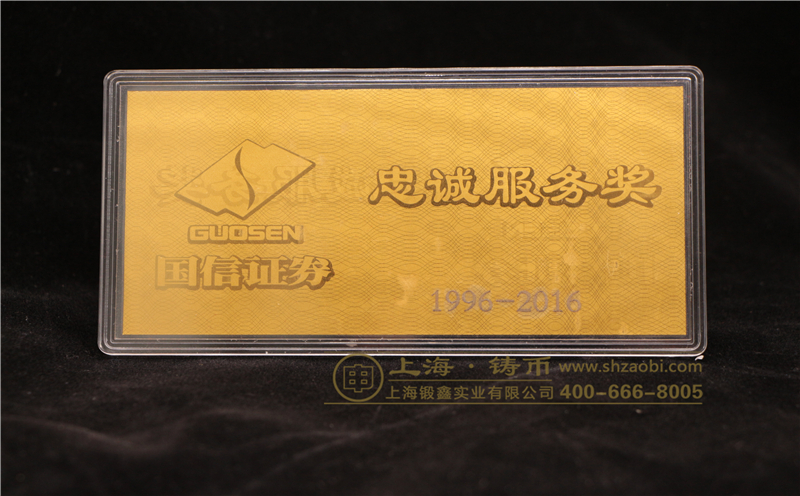 忠诚服务奖
GUOSEN
国信证券
1996-2016
申
上海·铸币 www.shzaobi.com
上海锻鑫实业有限公司 400-666-8005